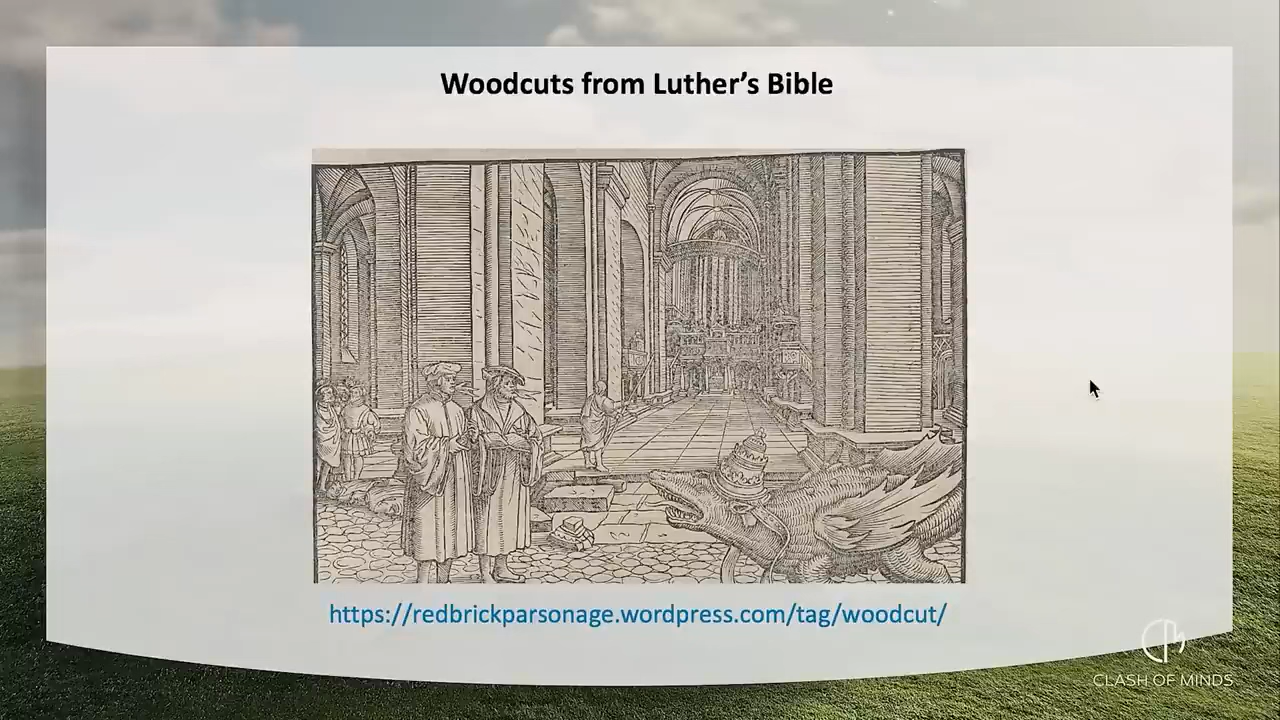 Woodcuts from Luther’s Bible
https://redbrickparsonage.wordpress.com/tag/woodcut/
CLASH OF MINDS